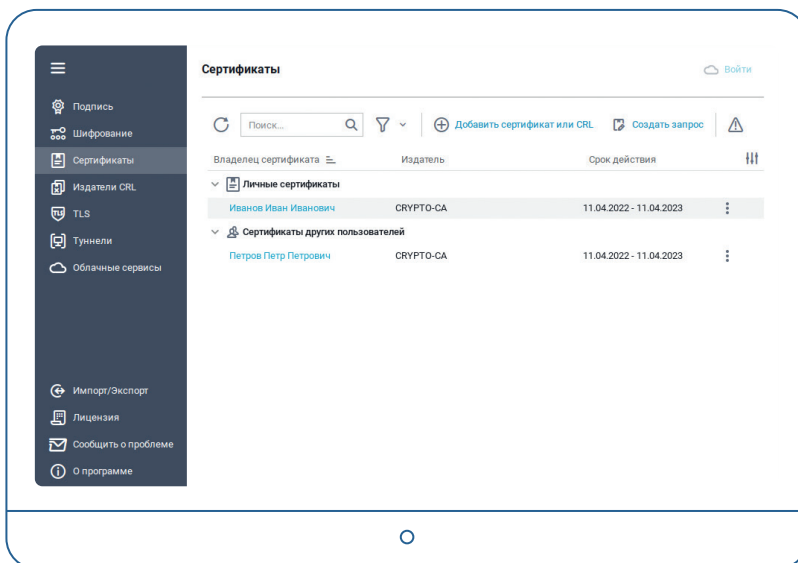 Сертификаты
Войти
Подпись
Шифрование
Сертификаты
Издатели CRL
TLS
TLS
Туннели
Облачные сервисы
Импорт/Экспорт
Лицензия
Сообщить о проблеме
О программе
Поиск...
Добавить сертификат или CRL
Создать запрос
Владелец сертификата
Издатель
Срок действия
Личные сертификаты
Иванов Иван Иванович CRYPTO-CA 11.04.2022 - 11.04.2023
Сертификаты других пользователей
Петров Петр Петрович CRYPTO-CA 11.04.2022 - 11.04.2023